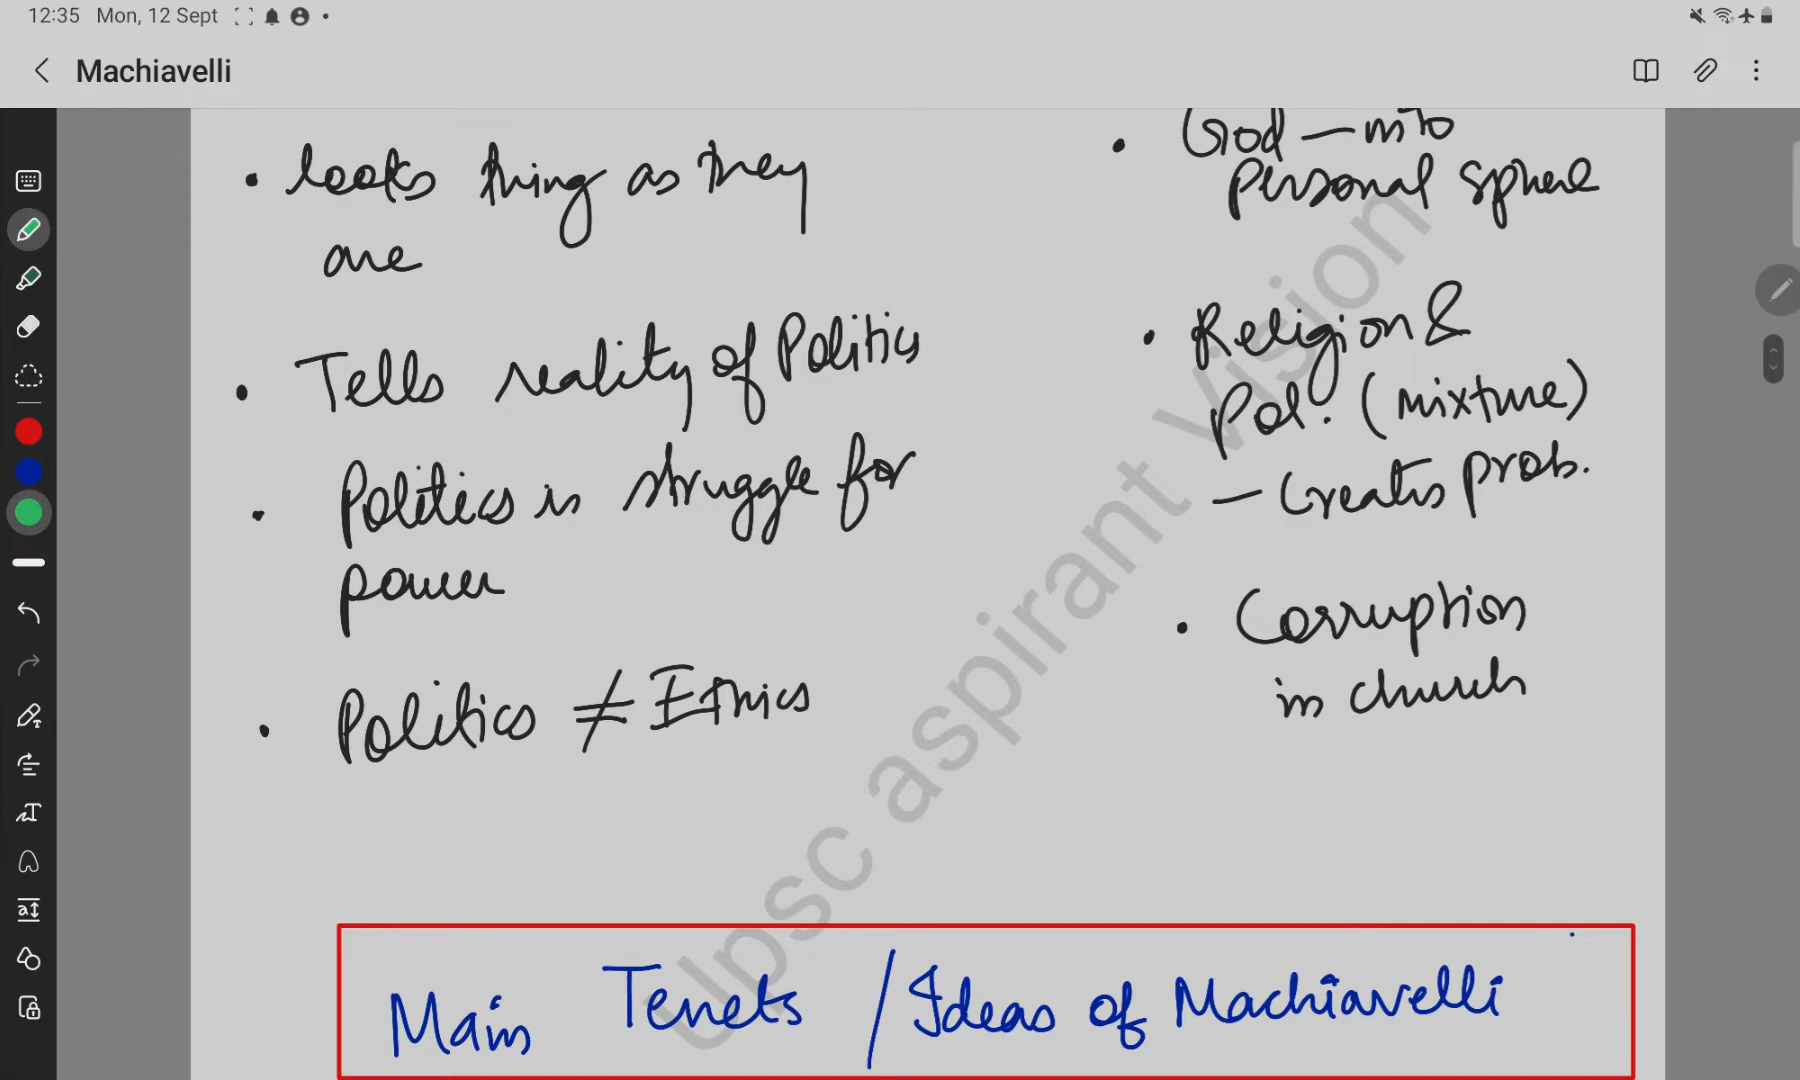 12:35 Mon, 12 Sept
Machiavelli
• looks thing as they
are
• Tells reality of Politics
• Politics is struggle for
power
• Politics ≠ Ethics
• God — into
personal sphere
• Religion &
Pol. (mixture)
— Creates prob.
• Corruption
in church
Upsc aspirant Vision
Main Tenets / Ideas of Machiavelli